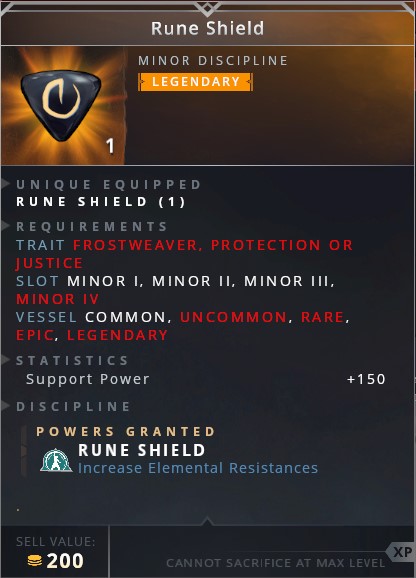 Rune Shield
MINOR DISCIPLINE
LEGENDARY
1
UNIQUE EQUIPPED
RUNE SHIELD (1)
REQUIREMENTS
TRAIT FROSTWEAVER, PROTECTION OR
JUSTICE
SLOT MINOR I, MINOR II, MINOR III,
MINOR IV
VESSEL COMMON, UNCOMMON, RARE,
EPIC, LEGENDARY
STATISTICS
Support Power +150
DISCIPLINE
POWERS GRANTED
RUNE SHIELD
Increase Elemental Resistances
.
SELL VALUE:
200
XP
CANNOT SACRIFICE AT MAX LEVEL